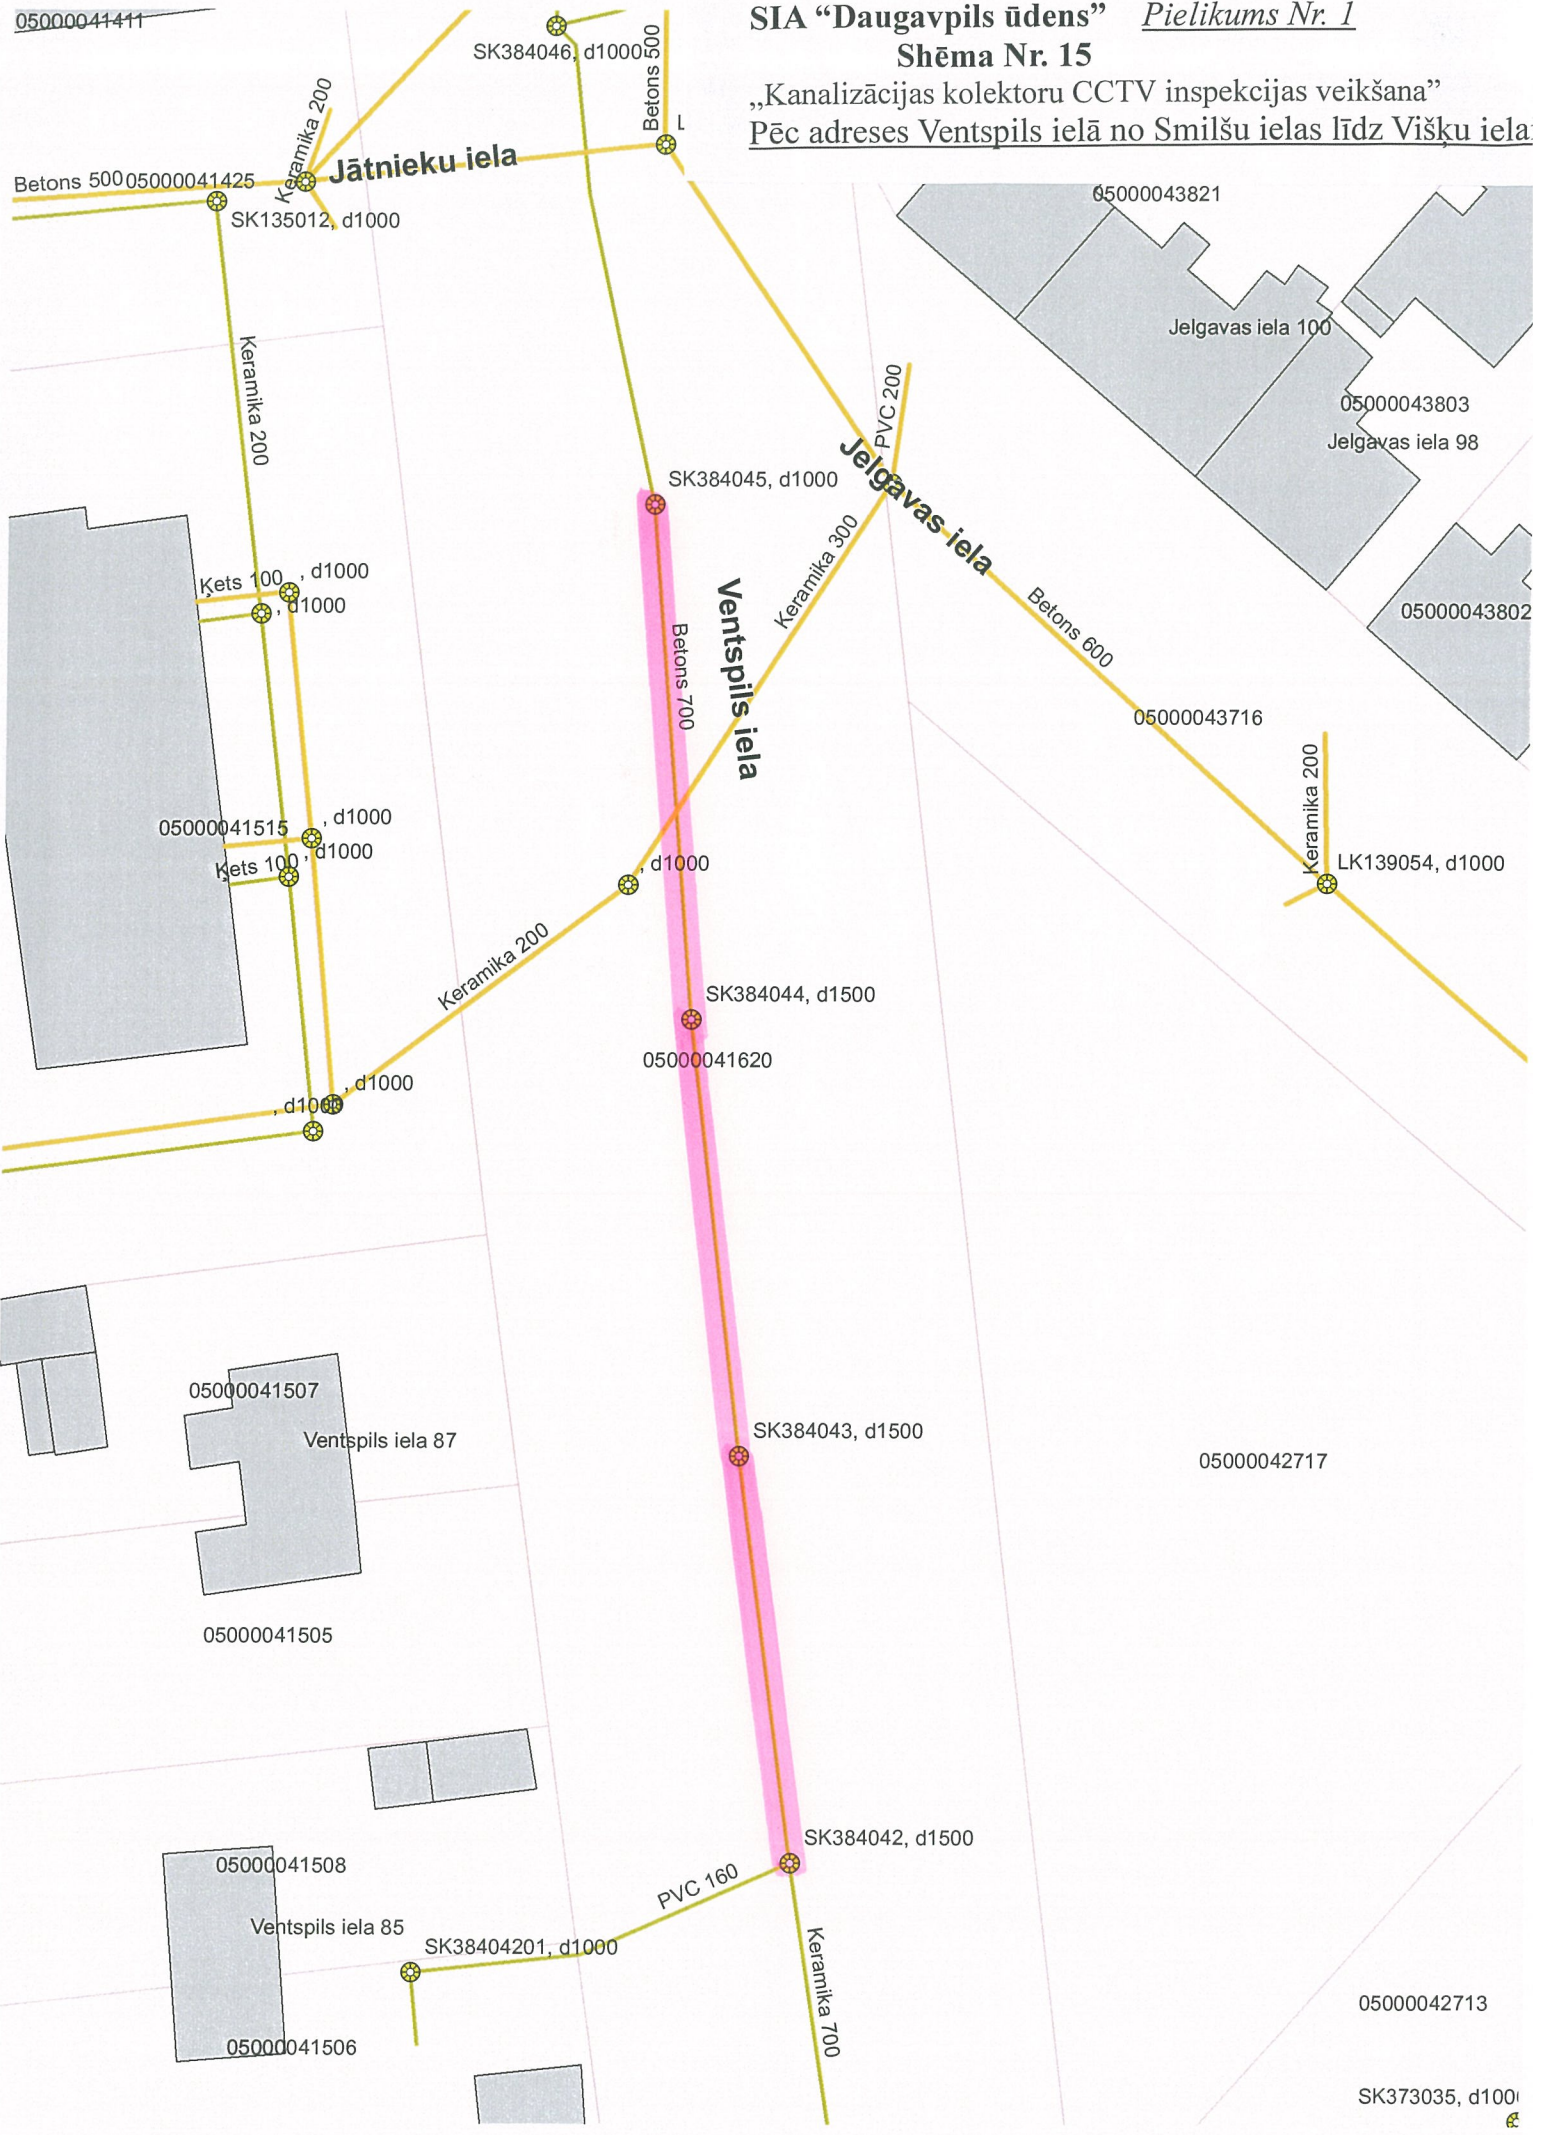 SIA “Daugavpils ūdens” Pielikums Nr. 1
Shēma Nr. 15
„Kanalizācijas kolektoru CCTV inspekcijas veikšana”
Pēc adreses Ventspils ielā no Smilšu ielas līdz Višķu iela
05000041411
SK384046, d1000
Betons 500
L
Keramika 200
Jātnieku iela
Betons 500
05000041425
SK135012, d1000
05000043821
Jelgavas iela 100
05000043803
Jelgavas iela 98
Keramika 200
PVC 200
Jelgavas iela
SK384045, d1000
Keramika 300
Ķets 100
, d1000
, d1000
Betons 700
Ventspils iela
Betons 600
05000043802
05000043716
Keramika 200
05000041515
, d1000
Ķets 100
, d1000
, d1000
LK139054, d1000
Keramika 200
SK384044, d1500
05000041620
, d1000
, d1000
05000041507
Ventspils iela 87
SK384043, d1500
05000042717
05000041505
SK384042, d1500
05000041508
PVC 160
Ventspils iela 85
SK38404201, d1000
Keramika 700
05000041506
05000042713
SK373035, d100